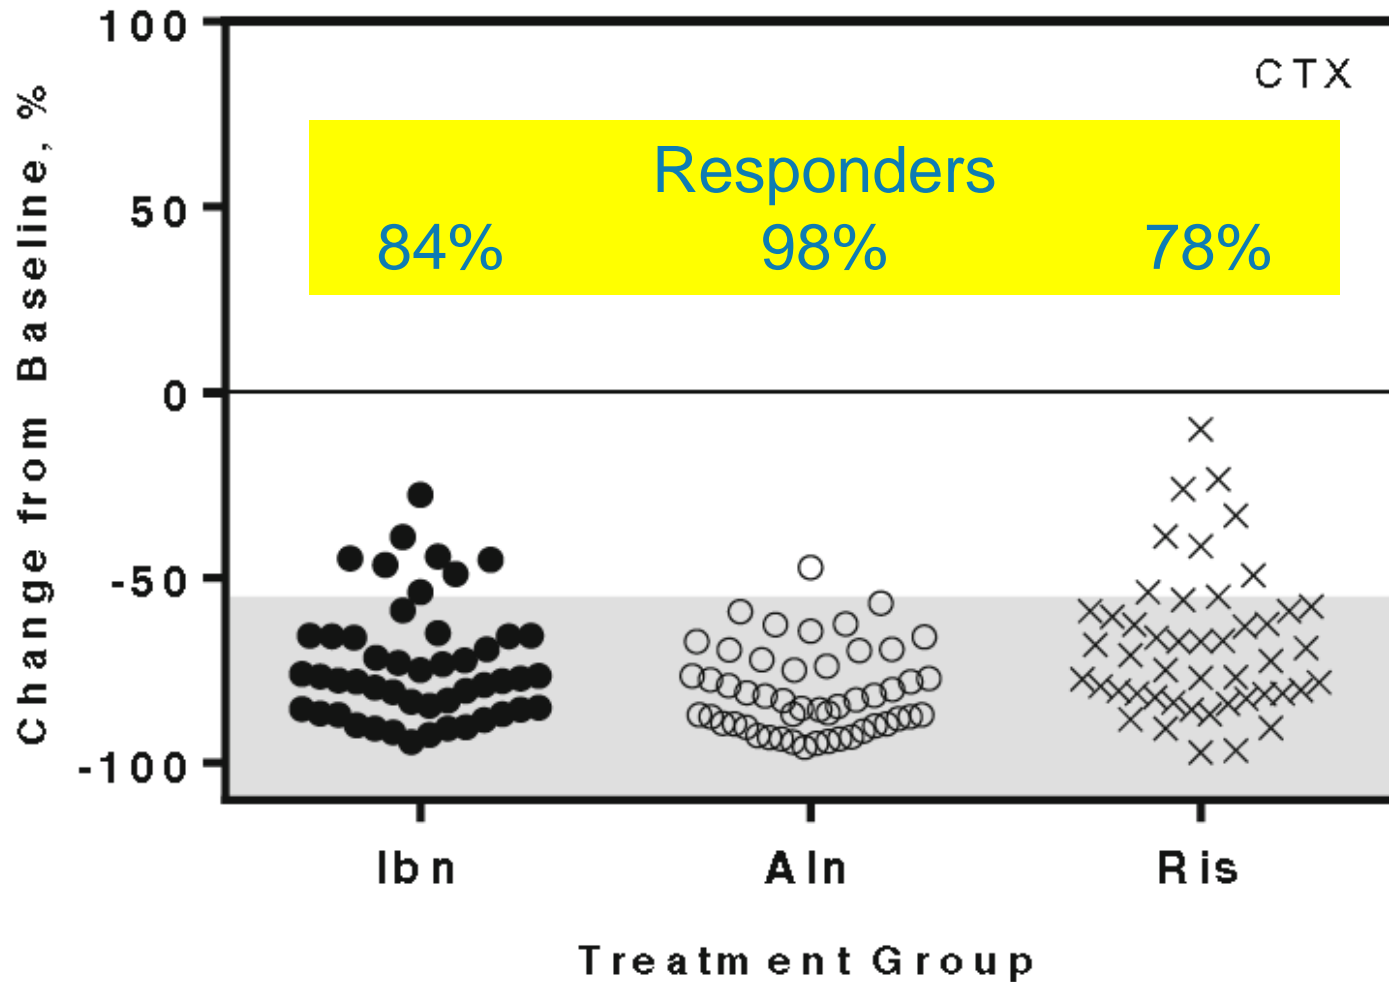 100
CTX
Responders
50
84% 98% 78%
0
-50
-100
Change from Baseline, %
Ibn Aln Ris
Treatment Group